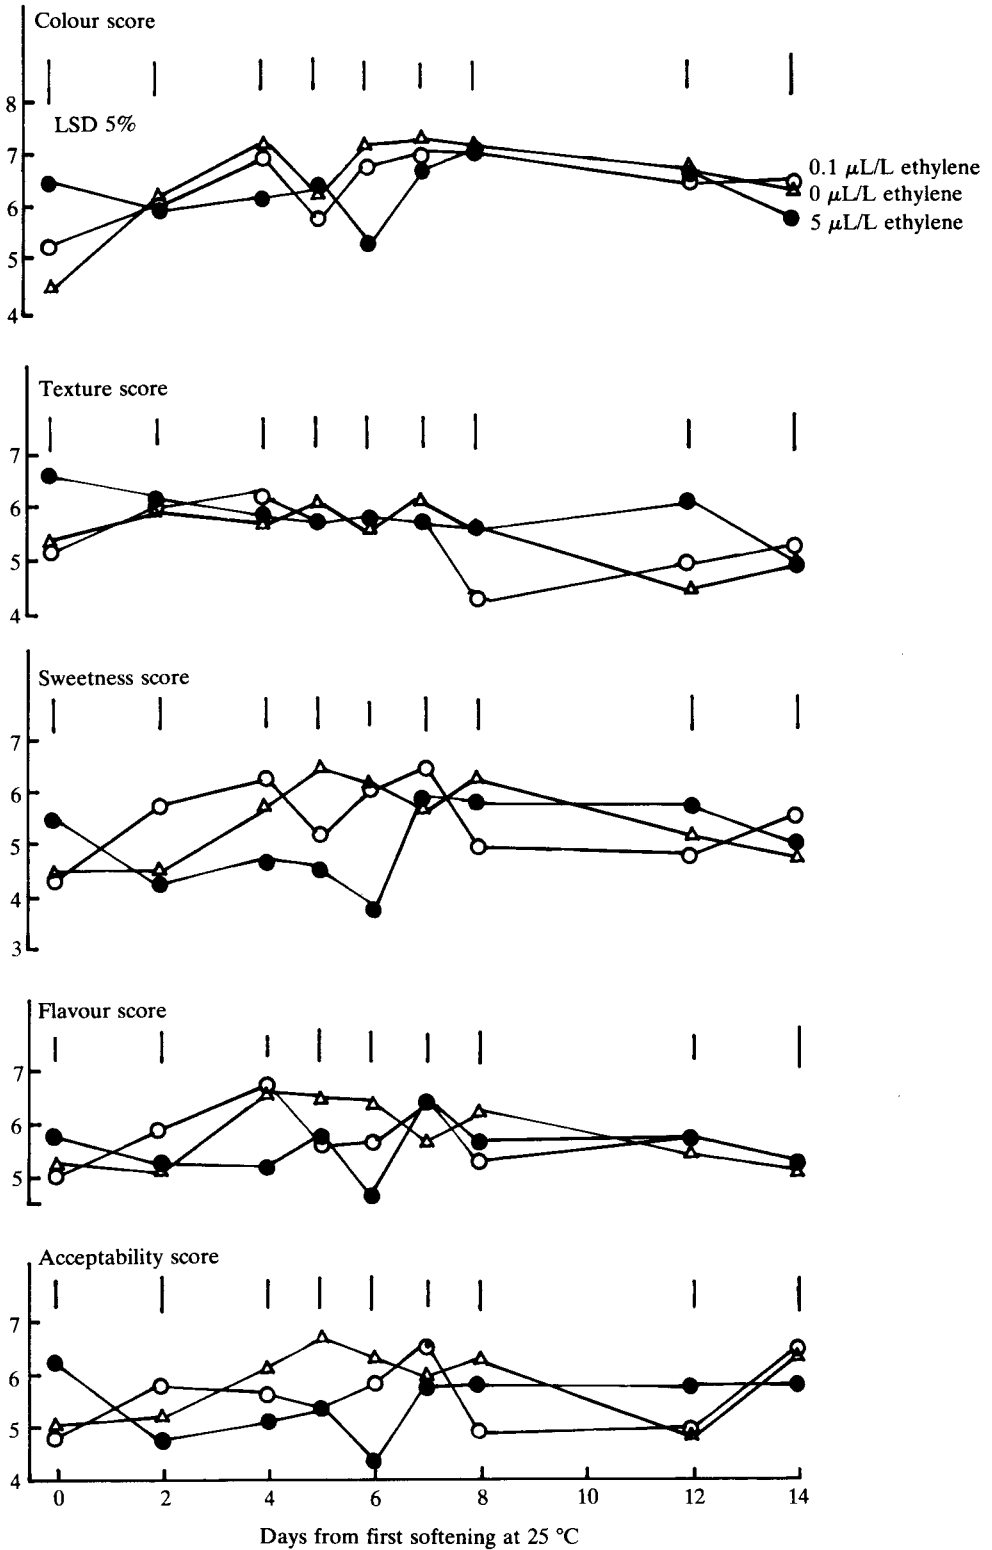 Colour score
8
LSD 5%
7
0.1 μL/L ethylene
0 μL/L ethylene
6
5 μL/L ethylene
5
4
Texture score
7
6
5
4
Sweetness score
7
6
5
4
3
Flavour score
7
6
5
Acceptability score
7
6
5
4
0 2 4 6 8 10 12 14
Days from first softening at 25 °C